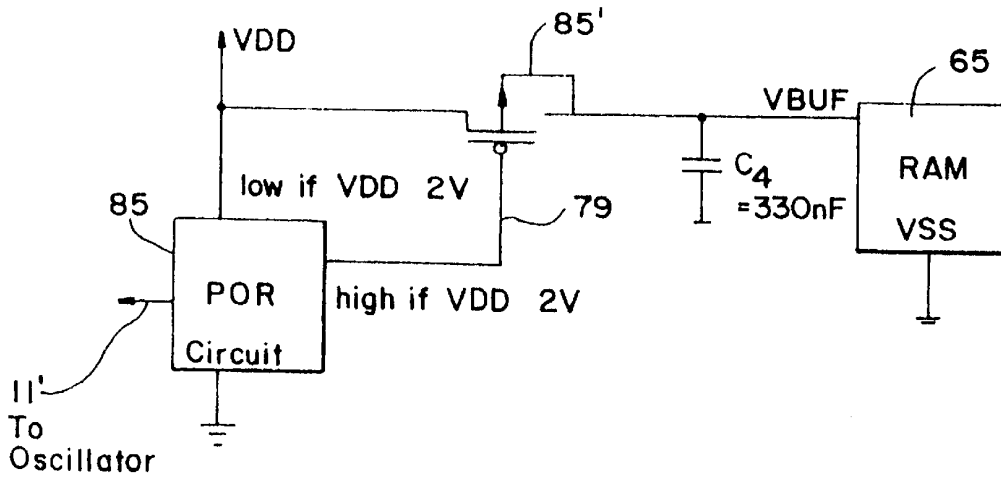 85'
VDD
65
VBUF
RAM
C4
=330nF
low if VDD 2V
79
85
VSS
POR
high if VDD 2V
Circuit
11'
To
Oscillator